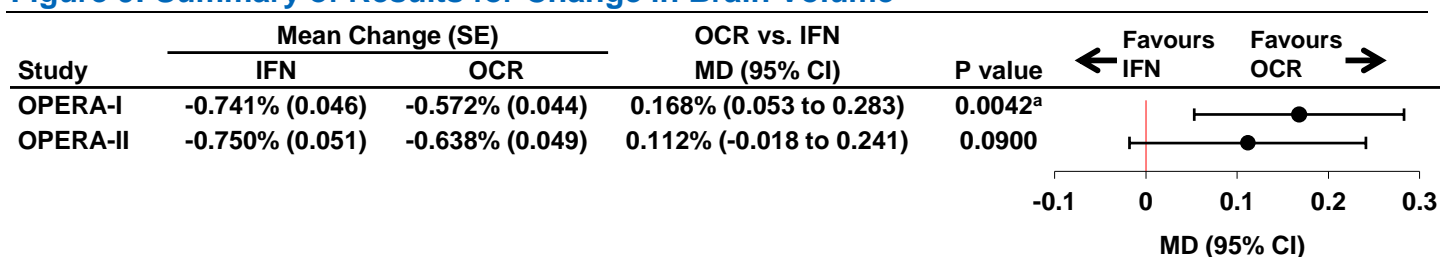 Mean Change (SE) OCR vs. IFN Favours Favours
Study IFN OCR MD (95% CI) P value IFN OCR
OPERA-I -0.741% (0.046) -0.572% (0.044) 0.168% (0.053 to 0.283) 0.0042ᵃ
OPERA-II -0.750% (0.051) -0.638% (0.049) 0.112% (-0.018 to 0.241) 0.0900
-0.1 0 0.1 0.2 0.3
MD (95% CI)